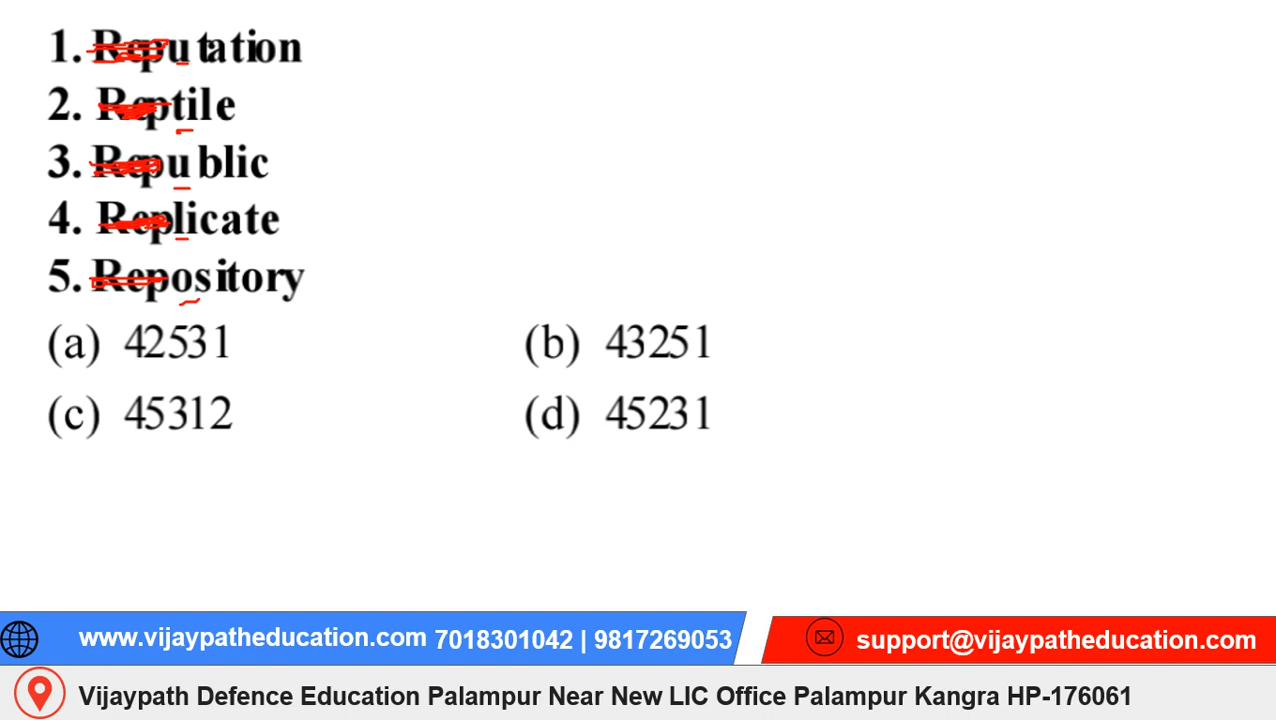 1. Reputation
2. Reptile
3. Republic
4. Replicate
5. Repository
(a) 42531 (b) 43251
(c) 45312 (d) 45231
www.vijaypatheducation.com 7018301042 | 9817269053 support@vijaypatheducation.com
Vijaypath Defence Education Palampur Near New LIC Office Palampur Kangra HP-176061